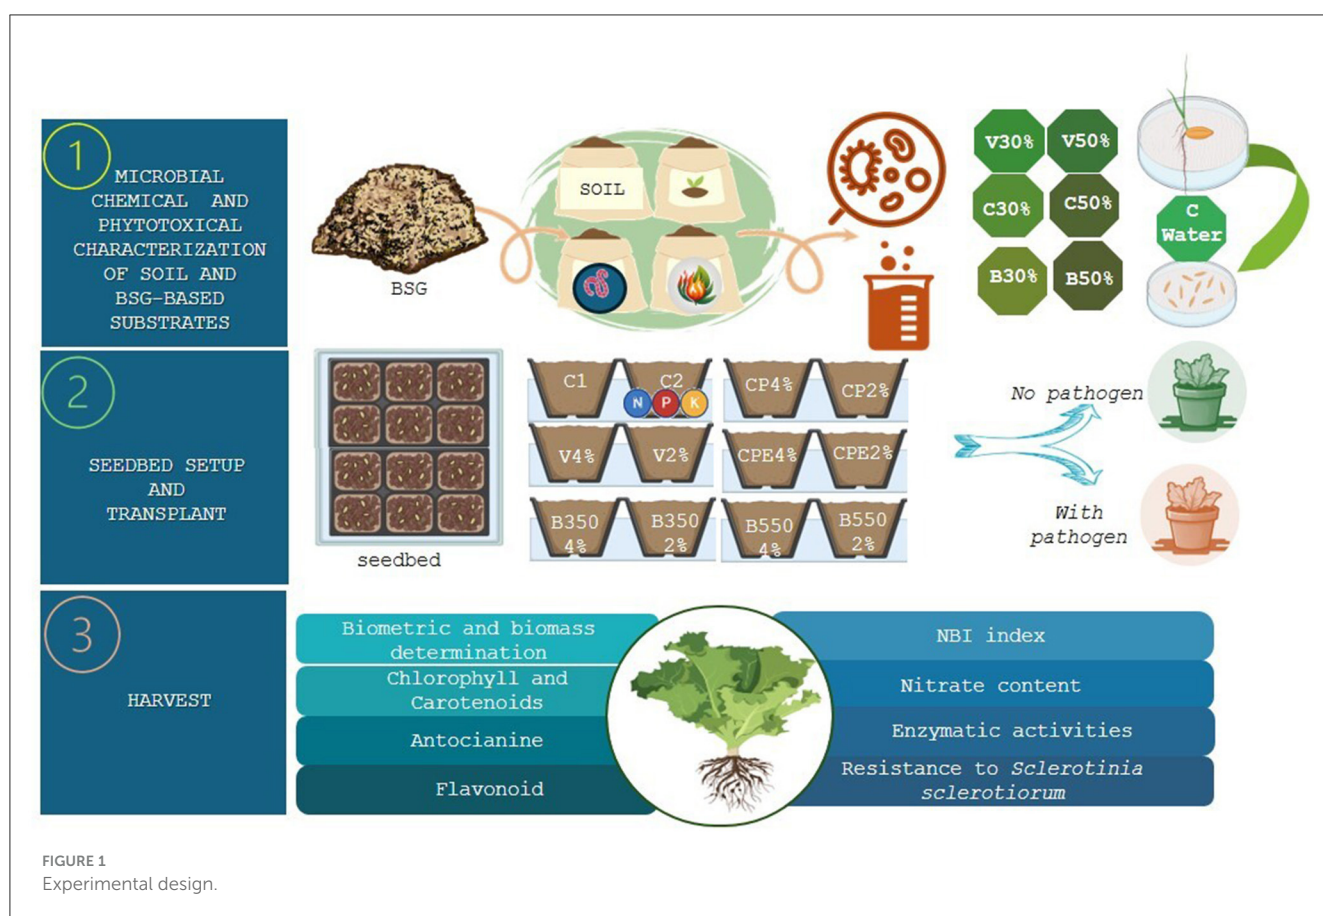 1
MICROBIAL
CHEMICAL AND
PHYTOTOXICAL
CHARACTERIZATION
OF SOIL AND
BSG-BASED
SUBSTRATES
BSG
SOIL
V30%
V50%
C30%
C50%
B30%
B50%
C
Water
2
SEEDBED SETUP
AND
TRANSPLANT
seedbed
C1
C2
N P K
CP4%
CP2%
V4%
V2%
CPE4%
CPE2%
B350
4%
B350
2%
B550
4%
B550
2%
No pathogen
With
pathogen
3
HARVEST
Biometric and biomass
determination
Chlorophyll and
Carotenoids
Antocianine
Flavonoid
NBI index
Nitrate content
Enzymatic activities
Resistance to Sclerotinia
sclerotiorum
FIGURE 1
Experimental design.